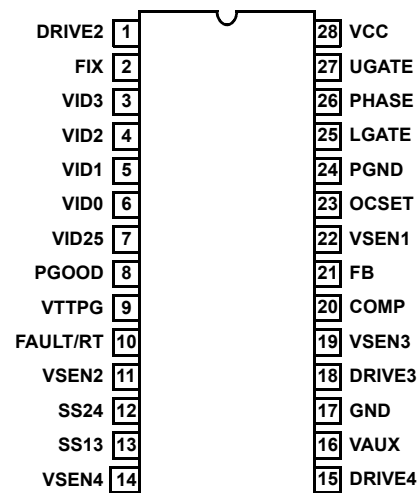 DRIVE2 1 28 VCC
FIX 2 27 UGATE
VID3 3 26 PHASE
VID2 4 25 LGATE
VID1 5 24 PGND
VID0 6 23 OCSET
VID25 7 22 VSEN1
PGOOD 8 21 FB
VTTPG 9 20 COMP
FAULT/RT 10 19 VSEN3
VSEN2 11 18 DRIVE3
SS24 12 17 GND
SS13 13 16 VAUX
VSEN4 14 15 DRIVE4